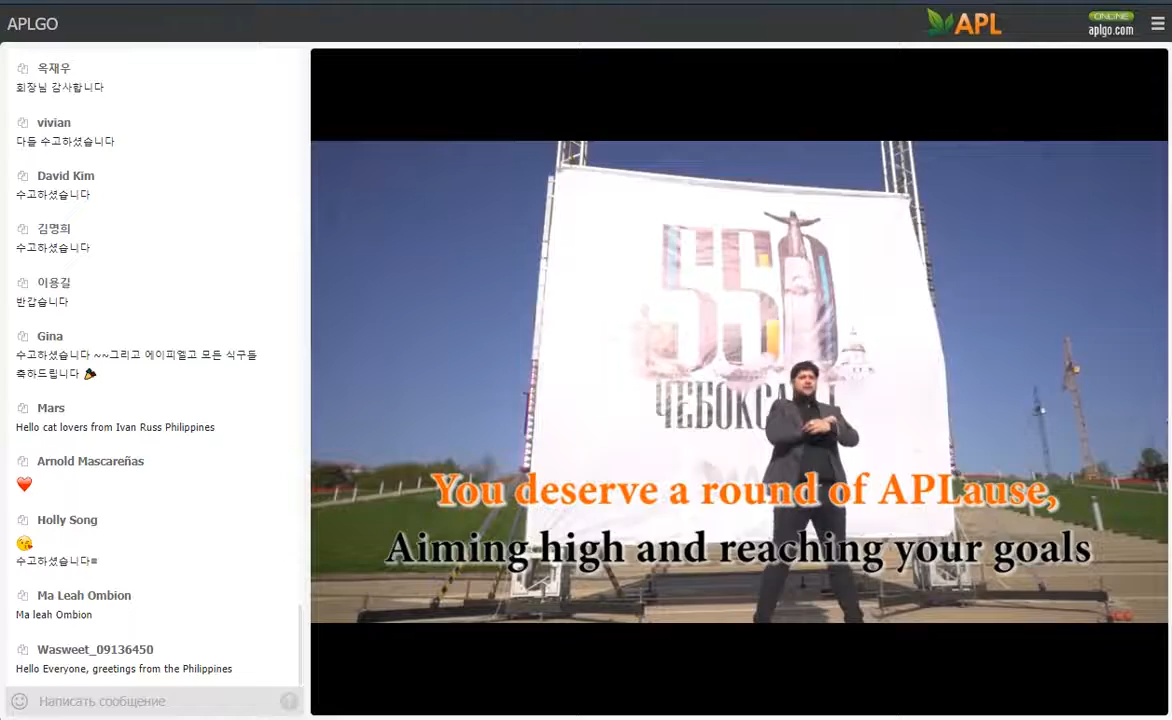 APLGO
APL
ONLINE
aplgo.com
옥재우
회장님 감사합니다
vivian
다들 수고하셨습니다
David Kim
수고하셨습니다
김명희
수고하셨습니다
이용길
반갑습니다
Gina
수고하셨습니다 ~~그리고 에이피엘고 모든 식구들
축하드립니다 🎉
Mars
Hello cat lovers from Ivan Russ Philippines
Arnold Mascareñas
❤️
Holly Song
😘
수고하셨습니다
Ma Leah Ombion
Ma leah Ombion
Wasweet_09136450
Hello Everyone, greetings from the Philippines
Написать сообщение
550
You deserve a round of APLause,
Aiming high and reaching your goals